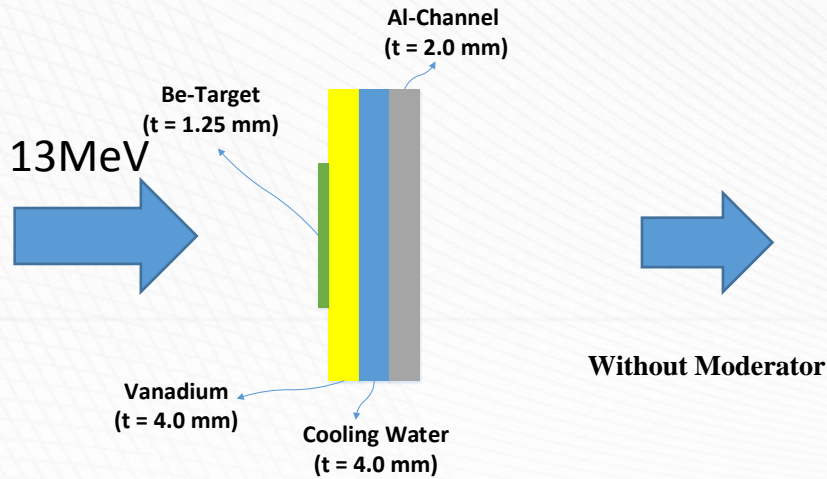 Al-Channel
(t = 2.0 mm)
Be-Target
(t = 1.25 mm)
13MeV
Without Moderator
Vanadium
(t = 4.0 mm)
Cooling Water
(t = 4.0 mm)